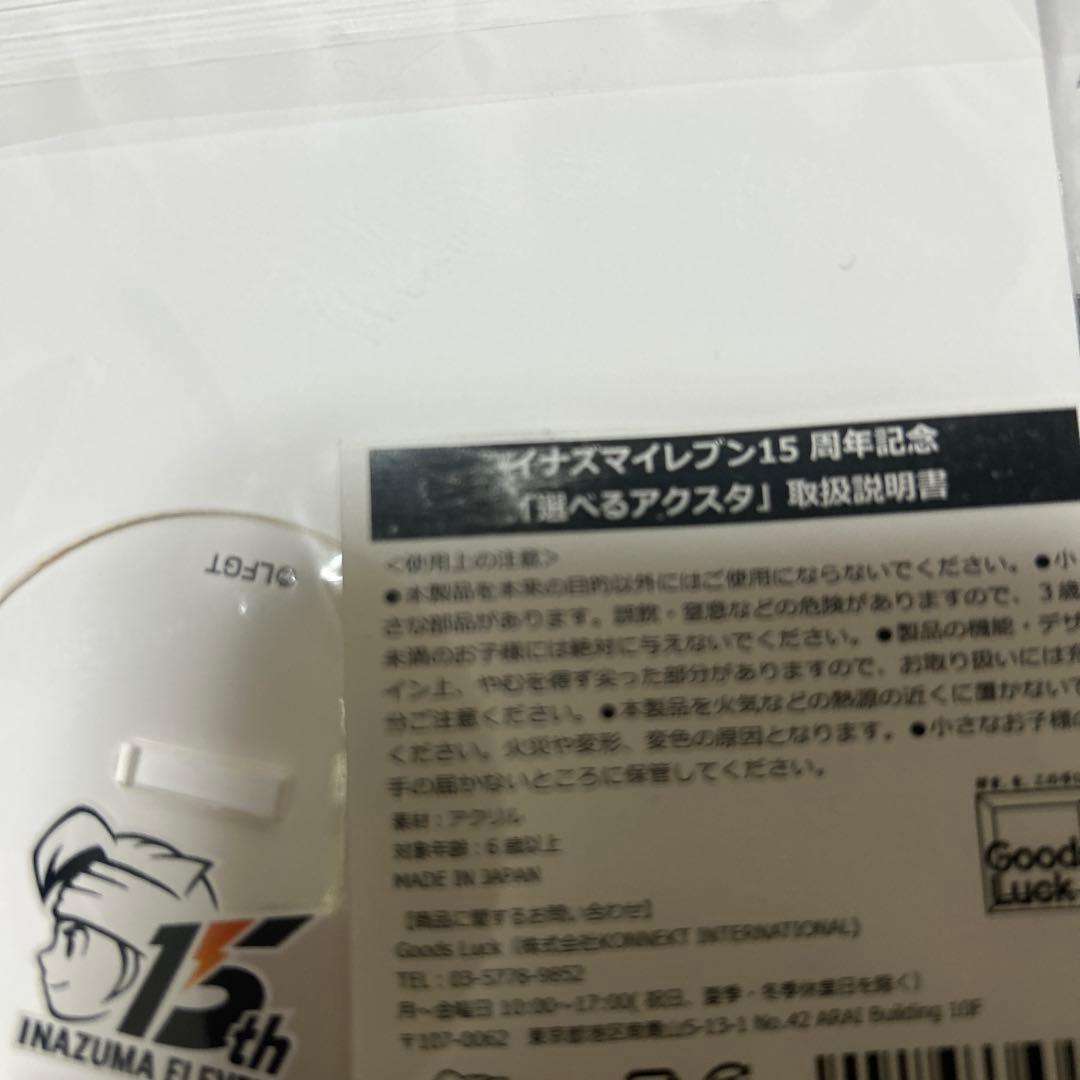 イナズマイレブン15 周年記念
「選べるアクスタ」取扱説明書
<使用上の注意>
●本製品を本来の目的以外にはご使用にならないでください。●小
さな部品があります。誤飲・窒息などの危険がありますので、3歳
未満のお子様には絶対に与えないでください。●製品の機能・デザ
イン上、やむを得ず尖った部分がありますので、お取り扱いには充
分ご注意ください。●本製品を火気などの熱源の近くに置かないで
ください。火災や変形、変色の原因となります。●小さなお子様の
手の届かないところに保管してください。
素材：アクリル
対象年齢：6 歳以上
MADE IN JAPAN
【商品に関するお問い合わせ】
Goods Luck（株式会社KONNEKT INTERNATIONAL）
TEL：03-5778-9852
月～金曜日 10:00～17:00( 祝日、夏季・冬季休業日を除く)
〒107-0062 東京都港区南青山5-13-1 No.42 ARAI Building 10F
Goods
Luck
©LFGT
15th
INAZUMA ELEVE